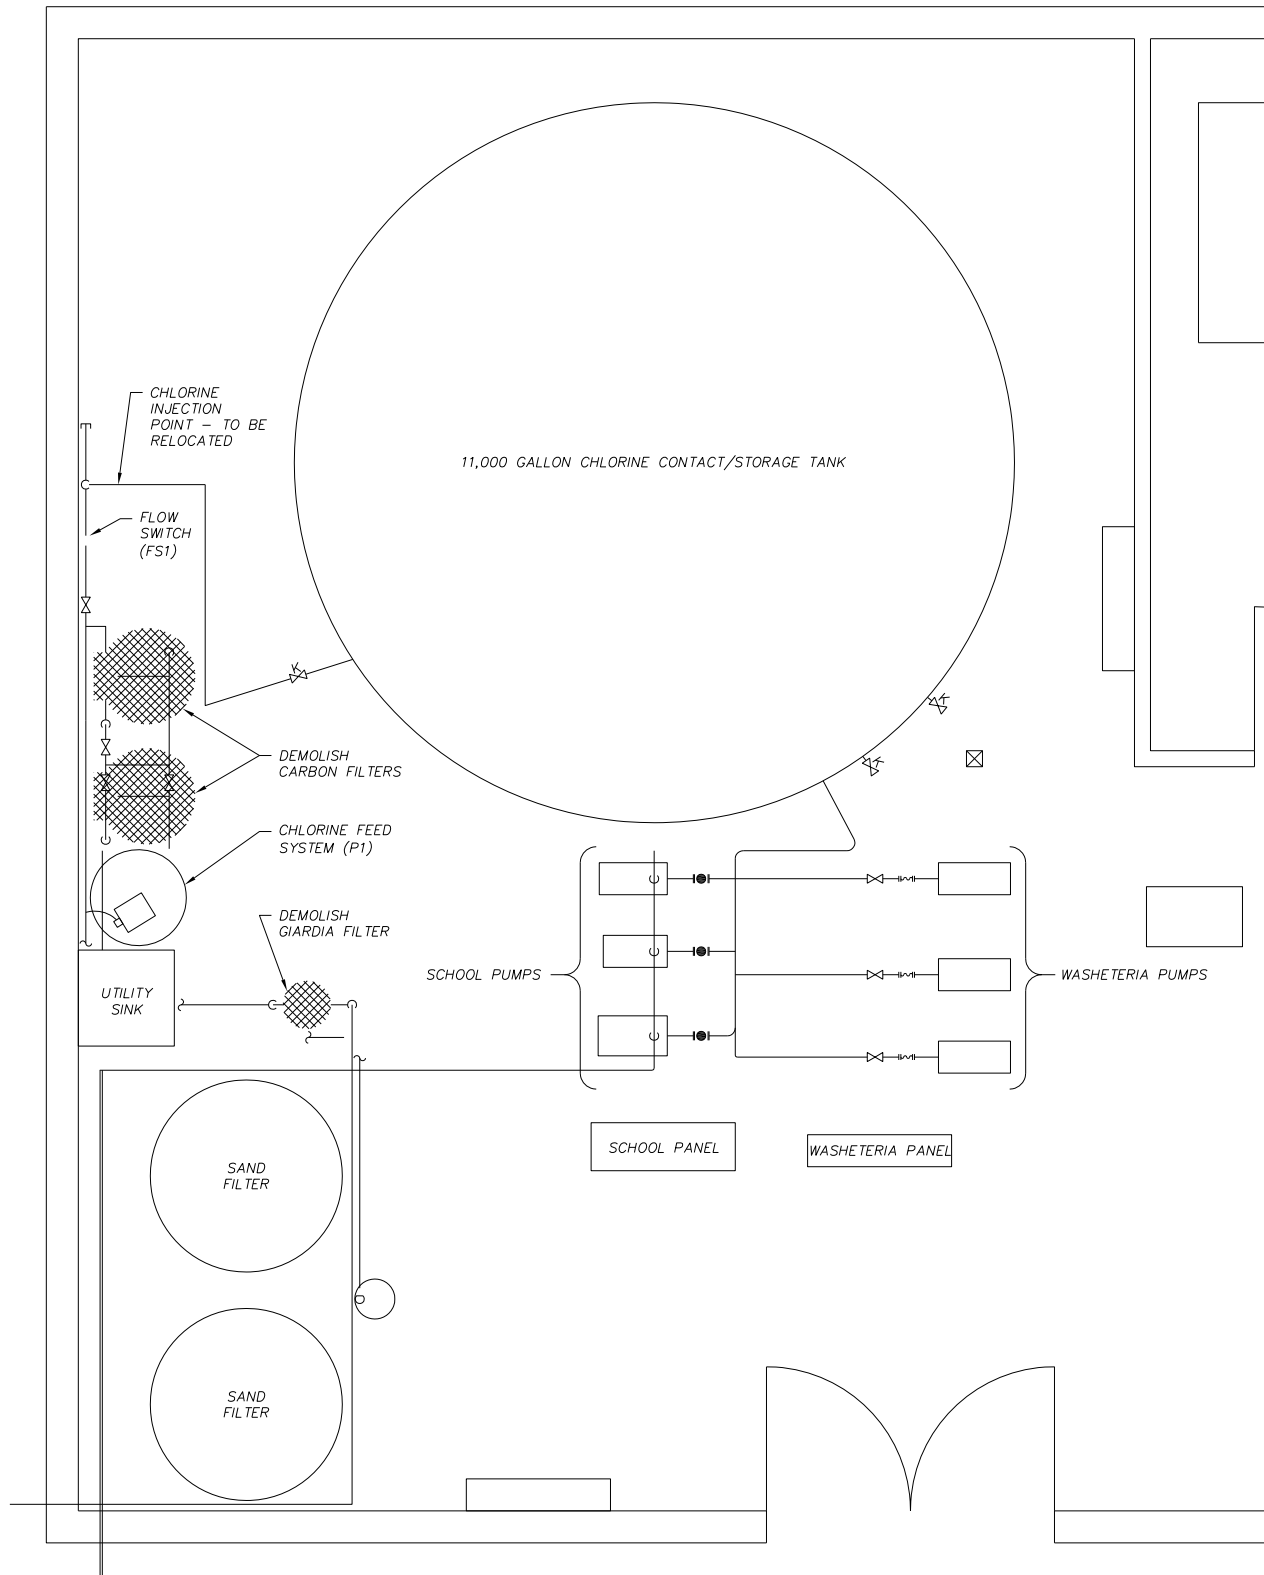 CHLORINE
INJECTION
POINT – TO BE
RELOCATED
11,000 GALLON CHLORINE CONTACT/STORAGE TANK
FLOW
SWITCH
(FS1)
K
K
K
DEMOLISH
CARBON FILTERS
CHLORINE FEED
SYSTEM (P1)
DEMOLISH
GIARDIA FILTER
SCHOOL PUMPS
WASHETERIA PUMPS
UTILITY
SINK
SCHOOL PANEL
WASHETERIA PANEL
SAND
FILTER
SAND
FILTER